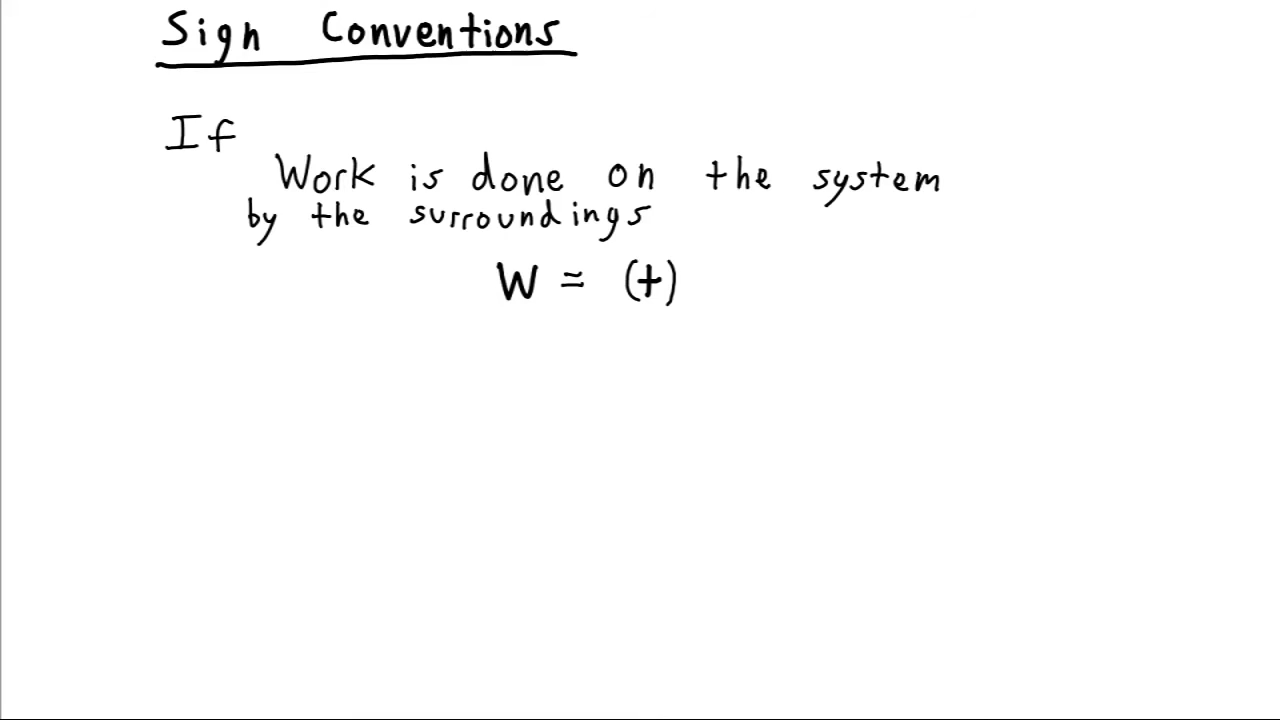 Sign Conventions
If
Work is done on the system
by the surroundings
W = (+)